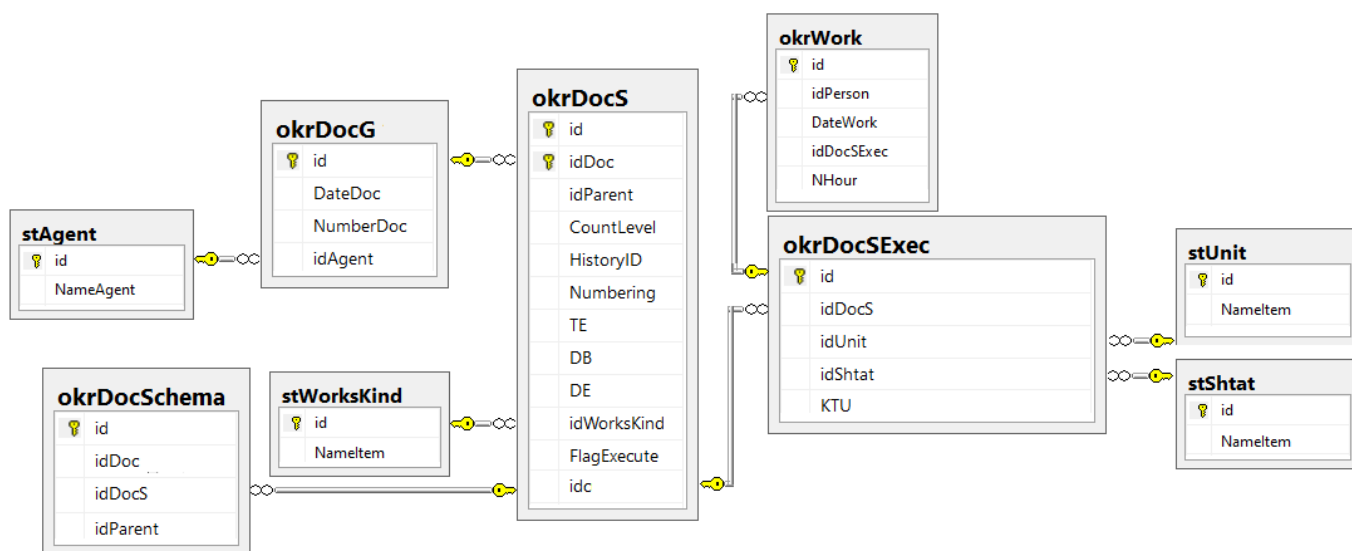 stAgent
id
NameAgent
okrDocG
id
DateDoc
NumberDoc
idAgent
okrDocSchema
id
idDoc
idDocS
idParent
stWorksKind
id
NameItem
okrDocS
id
idDoc
idParent
CountLevel
HistoryID
Numbering
TE
DB
DE
idWorksKind
FlagExecute
idc
okrWork
id
idPerson
DateWork
idDocSExec
NHour
okrDocSExec
id
idDocS
idUnit
idShtat
KTU
stUnit
id
NameItem
stShtat
id
NameItem